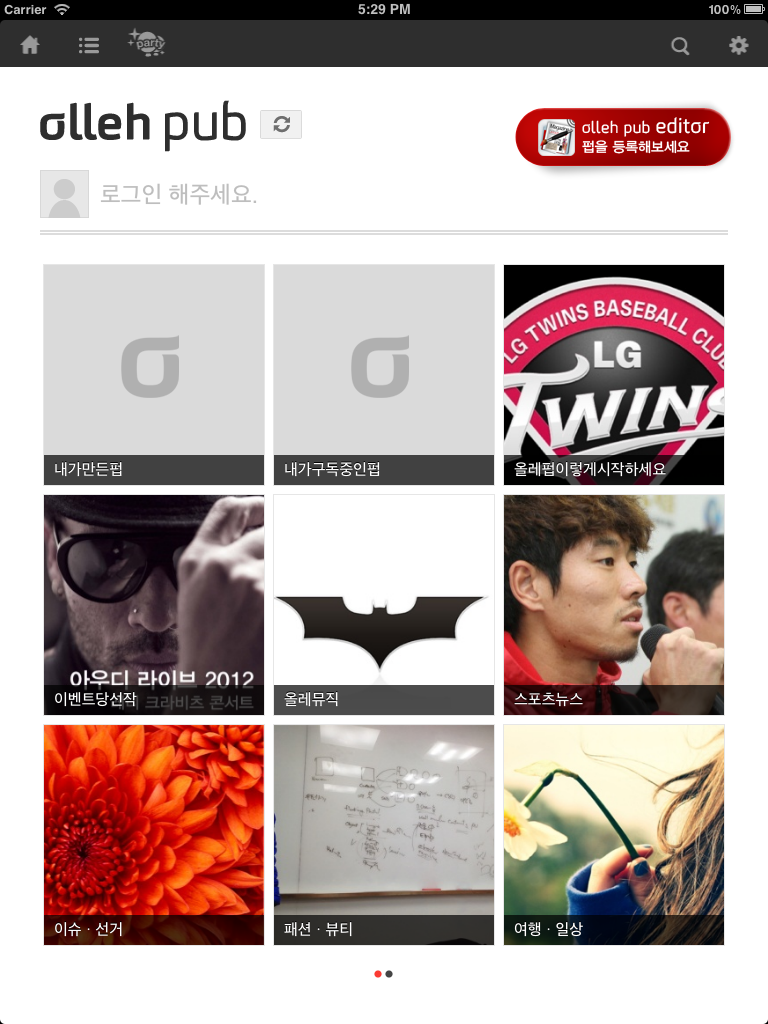 Carrier
5:29 PM
100%
party
olleh pub
olleh pub editor
펍을 등록해보세요
로그인 해주세요.
내가만든펍
내가구독중인펍
LG TWINS BASEBALL CLU
LG
TWINS
올레펍이렇게시작하세요
아우디 라이브 2012
크라비츠 콘서트
이벤트당선작
올레뮤직
스포츠뉴스
이슈 · 선거
패션 · 뷰티
여행 · 일상